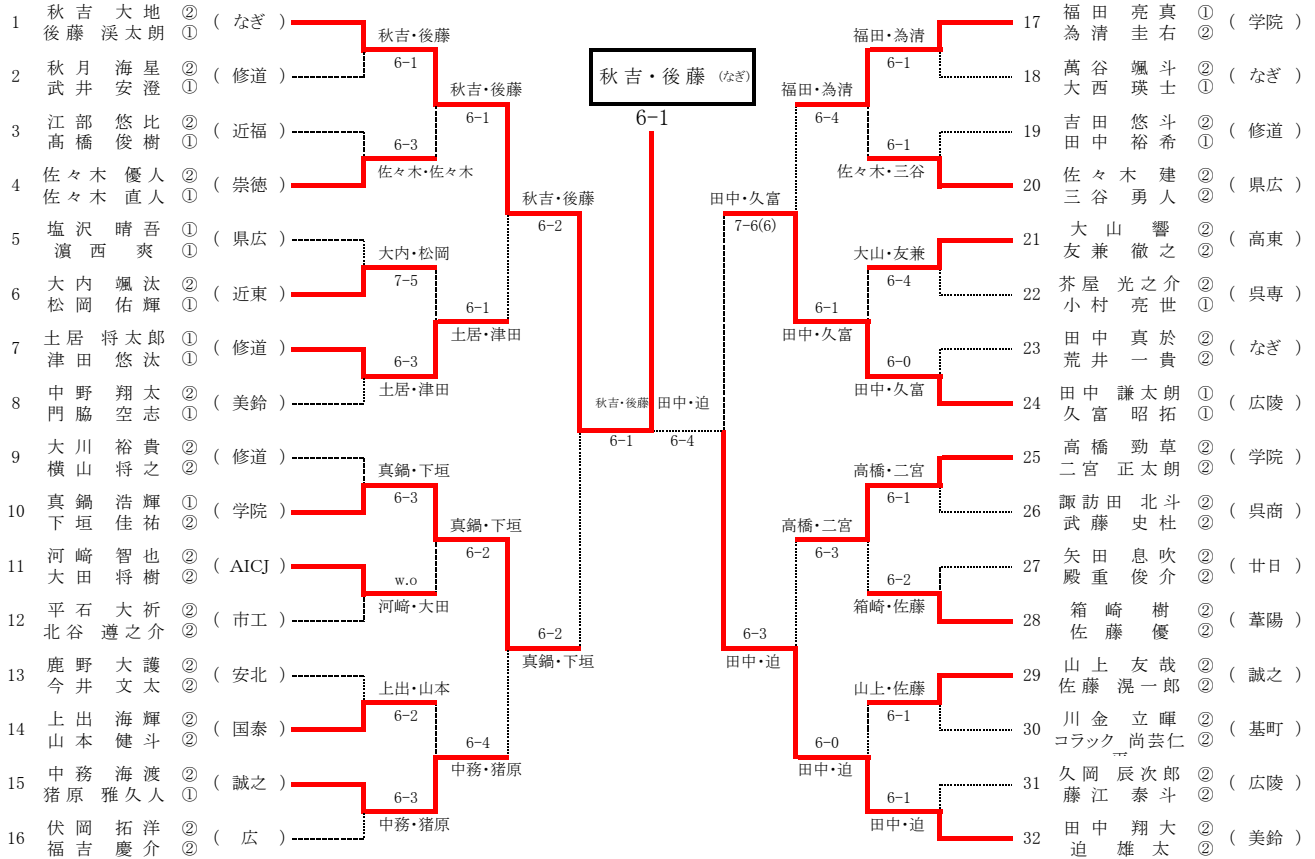 1 秋吉 大地 ② ( なぎ )
後藤 渓太朗 ①
2 秋月 海星 ② ( 修道 )
武井 安澄 ①
3 江部 悠比 ② ( 近福 )
髙橋 俊樹 ①
4 佐々木 優人 ② ( 崇徳 )
佐々木 直人 ①
5 塩沢 晴吾 ① ( 県広 )
濵西 爽 ①
6 大内 颯汰 ② ( 近東 )
松岡 佑輝 ①
7 土居 将太郎 ① ( 修道 )
津田 悠汰 ①
8 中野 翔太 ② ( 美鈴 )
門脇 空志 ①
9 大川 裕貴 ② ( 修道 )
横山 将之 ②
10 真鍋 浩輝 ① ( 学院 )
下垣 佳祐 ②
11 河﨑 智也 ② ( AICJ )
大田 将樹 ②
12 平石 大祈 ② ( 市工 )
北谷 遵之介 ②
13 鹿野 大護 ② ( 安北 )
今井 文太 ②
14 上出 海輝 ② ( 国泰 )
山本 健斗 ②
15 中務 海渡 ② ( 誠之 )
猪原 雅久人 ①
16 伏岡 拓洋 ② ( 広 )
福吉 慶介 ②
秋吉・後藤
6-1
6-3
佐々木・佐々木
大内・松岡
7-5
6-3
土居・津田
真鍋・下垣
6-3
w.o
河﨑・大田
上出・山本
6-2
6-3
中務・猪原
秋吉・後藤
6-1
6-1
土居・津田
真鍋・下垣
6-2
6-4
中務・猪原
秋吉・後藤
6-2
6-2
真鍋・下垣
秋吉・後藤
6-1
秋吉・後藤 (なぎ)
6-1
田中・迫
6-4
田中・久富
7-6(6)
6-3
田中・迫
福田・為清
6-4
6-1
田中・久富
高橋・二宮
6-3
6-0
田中・迫
福田・為清
6-1
6-1
佐々木・三谷
大山・友兼
6-4
6-0
田中・久富
高橋・二宮
6-1
6-2
箱崎・佐藤
山上・佐藤
6-1
6-1
田中・迫
17 福田 亮真 ① ( 学院 )
為清 圭右 ②
18 萬谷 颯斗 ② ( なぎ )
大西 瑛士 ①
19 吉田 悠斗 ② ( 修道 )
田中 裕希 ①
20 佐々木 建 ② ( 県広 )
三谷 勇人 ②
21 大山 響 ② ( 高東 )
友兼 徹之 ②
22 芥屋 光之介 ② ( 呉専 )
小村 亮世 ①
23 田中 真於 ② ( なぎ )
荒井 一貴 ②
24 田中 謙太朗 ① ( 広陵 )
久富 昭拓 ①
25 高橋 勁草 ② ( 学院 )
二宮 正太朗 ②
26 諏訪田 北斗 ② ( 呉商 )
武藤 史杜 ②
27 矢田 息吹 ② ( 廿日 )
殿重 俊介 ②
28 箱崎 樹 ② ( 葦陽 )
佐藤 優 ②
29 山上 友哉 ② ( 誠之 )
佐藤 滉一郎 ②
30 川金 立暉 ② ( 基町 )
コラック 尚芸仁 ②
31 久岡 辰次郎 ② ( 広陵 )
藤江 泰斗 ②
32 田中 翔大 ② ( 美鈴 )
迫 雄太 ②